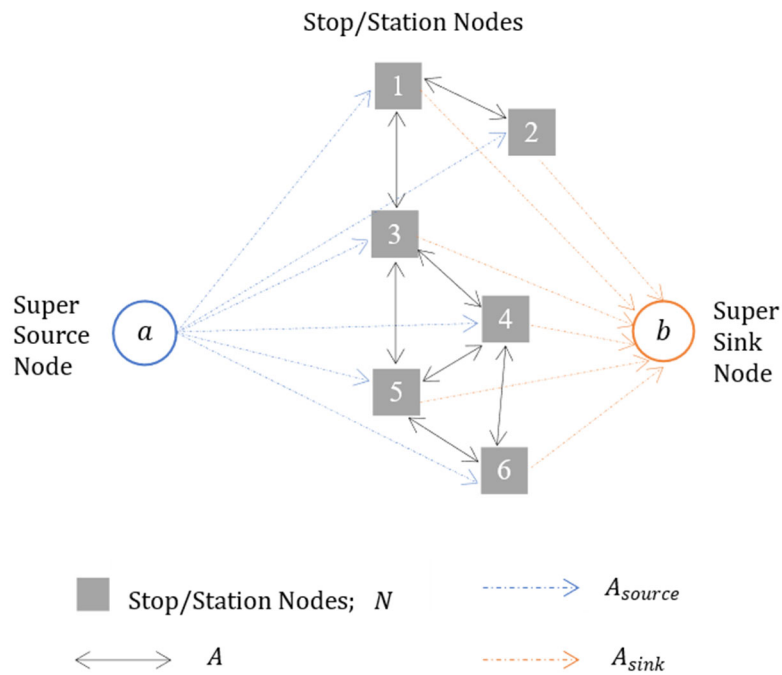 Stop/Station Nodes
1
2
3
Super
Source
Node
a
4
b
Super
Sink
Node
5
6
Stop/Station Nodes; N
A_source
A
A_sink